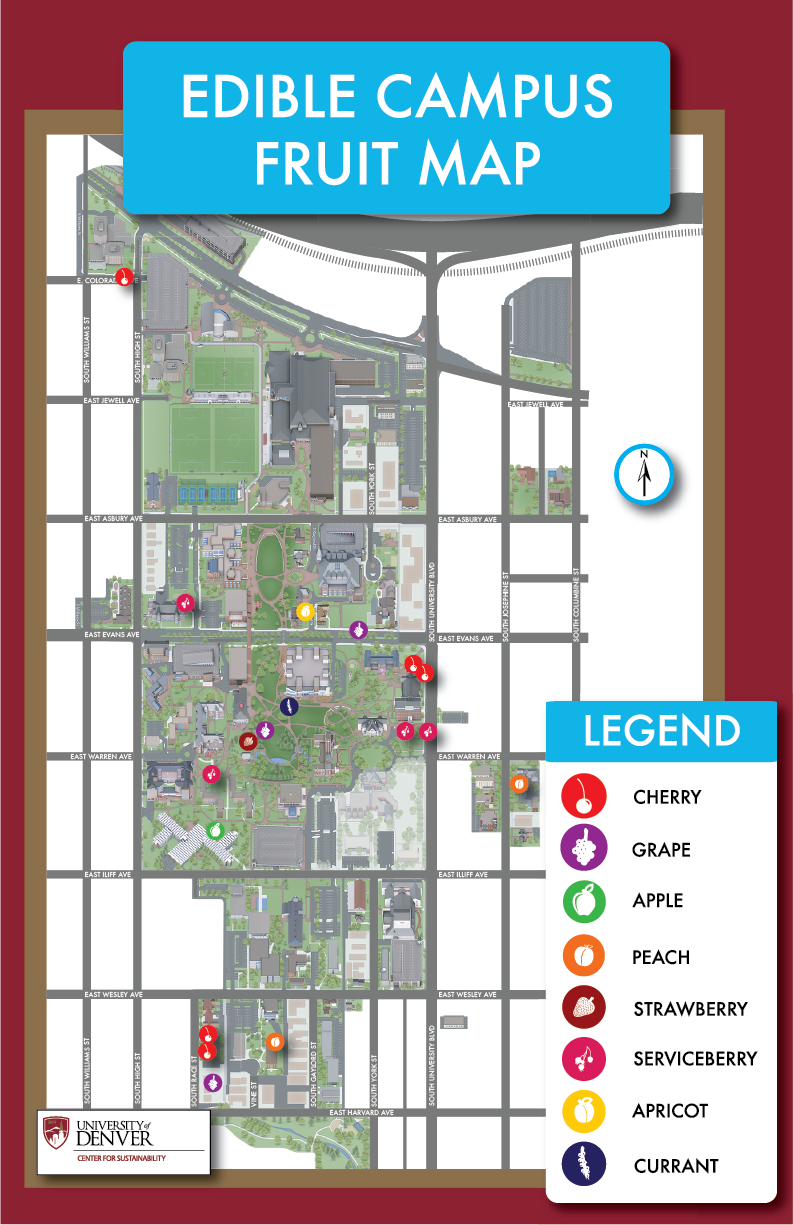 EDIBLE CAMPUS
FRUIT MAP
SOUTH WILLIAMS ST
SOUTH HIGH ST
EAST JEWELL AVE
EAST JEWELL AVE
N
SOUTH YORK ST
EAST ASBURY AVE
EAST ASBURY AVE
SOUTH UNIVERSITY BLVD
SOUTH JOSEPHINE ST
SOUTH COLUMBINE ST
EAST EVANS AVE
EAST EVANS AVE
EAST WARREN AVE
EAST WARREN AVE
EAST ILIFF AVE
EAST ILLIFF AVE
EAST WESLEY AVE
EAST WESLEY AVE
SOUTH WILLIAMS ST
SOUTH HIGH ST
SOUTH RACE ST
VINE ST
SOUTH GAYLORD ST
SOUTH YORK ST
SOUTH UNIVERSITY BLVD
EAST HARVARD AVE
LEGEND
CHERRY
GRAPE
APPLE
PEACH
STRAWBERRY
SERVICEBERRY
APRICOT
CURRANT
UNIVERSITY of
DENVER
CENTER FOR SUSTAINABILITY